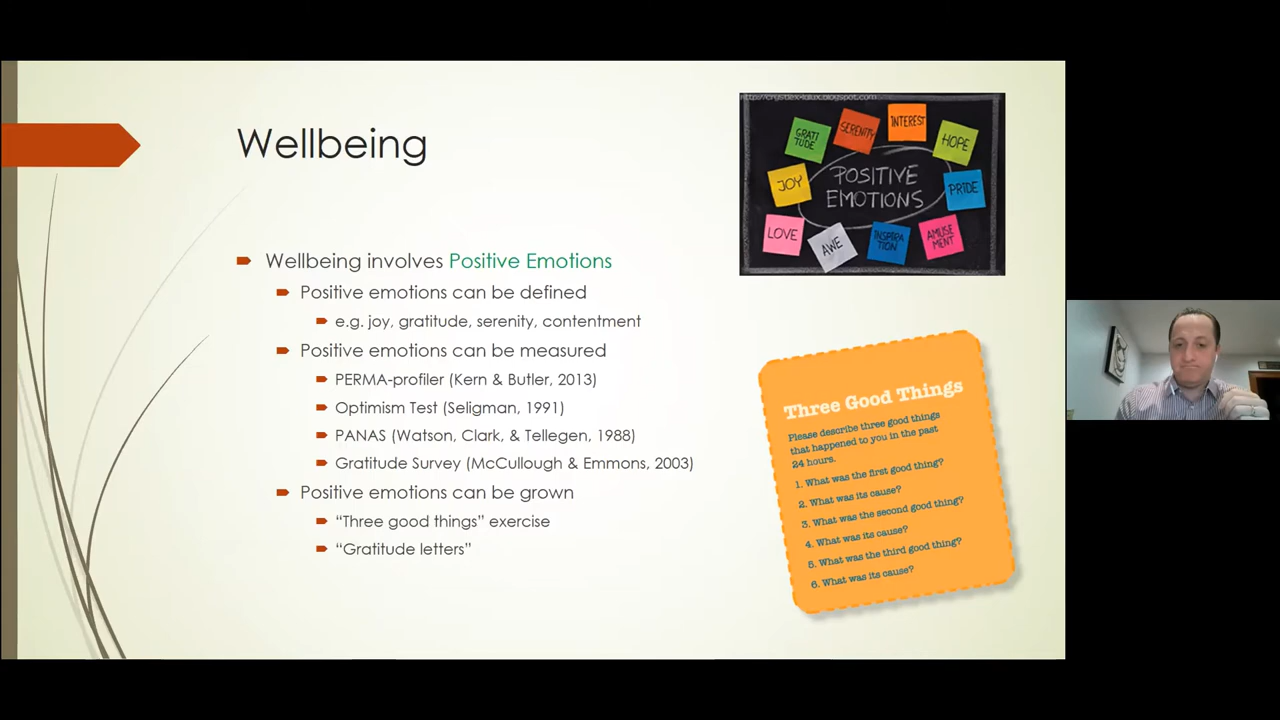 Wellbeing
Wellbeing involves Positive Emotions
Positive emotions can be defined
e.g. joy, gratitude, serenity, contentment
Positive emotions can be measured
PERMA-profiler (Kern & Butler, 2013)
Optimism Test (Seligman, 1991)
PANAS (Watson, Clark, & Tellegen, 1988)
Gratitude Survey (McCullough & Emmons, 2003)
Positive emotions can be grown
“Three good things” exercise
“Gratitude letters”
GRATI
TUDE
SERENITY
INTEREST
HOPE
JOY
POSITIVE
EMOTIONS
PRIDE
LOVE
AWE
INSPIRA
TION
AMUSE
MENT
Three Good Things
Please describe three good things
that happened to you in the past
24 hours.
1. What was the first good thing?
2. What was its cause?
3. What was the second good thing?
4. What was its cause?
5. What was the third good thing?
6. What was its cause?